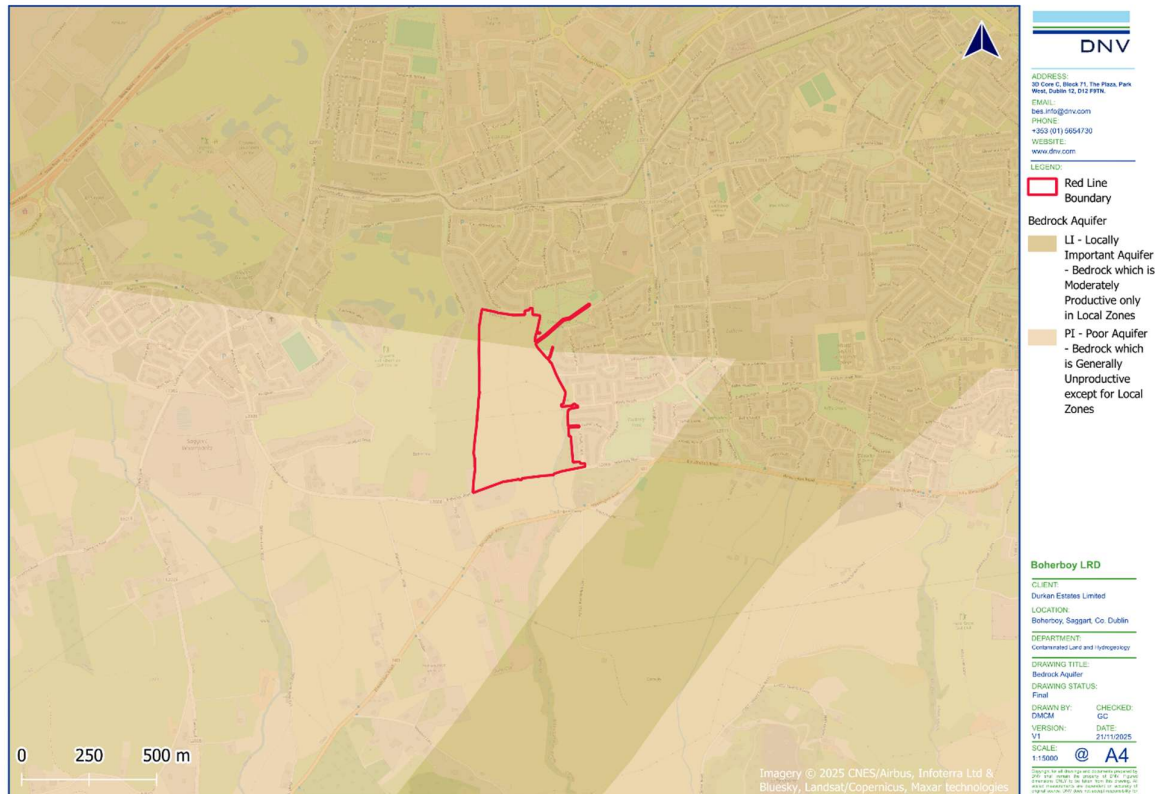 DNV
ADDRESS:
3D Core C, Block 71, The Plaza, Park
West, Dublin 12, D12 F9TN.
EMAIL:
bes.info@dnv.com
PHONE:
+353 (01) 5654730
WEBSITE:
www.dnv.com
LEGEND:
Red Line
Boundary
Bedrock Aquifer
LI - Locally
Important Aquifer
- Bedrock which is
Moderately
Productive only
in Local Zones
PI - Poor Aquifer
- Bedrock which
is Generally
Unproductive
except for Local
Zones
Boherboy LRD
CLIENT:
Durkan Estates Limited
LOCATION:
Boherboy, Saggart, Co. Dublin
DEPARTMENT:
Contaminated Land and Hydrogeology
DRAWING TITLE:
Bedrock Aquifer
DRAWING STATUS:
Final
DRAWN BY: CHECKED:
DMCM GC
VERSION: DATE:
V1 21/11/2025
SCALE:
1:15000 @ A4
0 250 500 m
Imagery © 2025 CNES/Airbus, Infoterra Ltd &
Bluesky, Landsat/Copernicus, Maxar technologies